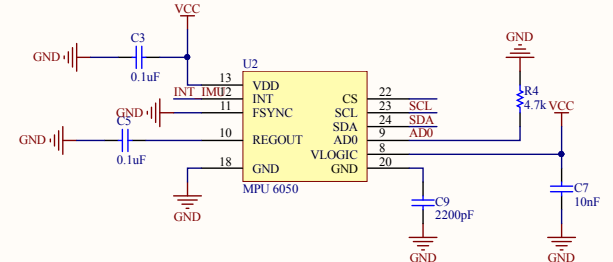 VCC
C3
GND
0.1uF
U2
GND
R4
4.7k
VCC
13 VDD
INT_IMU 12 INT
GND 11 FSYNC
C5
GND
0.1uF
10 REGOUT
18 GND
CS 22
SCL 23 SCL
SDA 24 SDA
AD0 9 AD0
VLOGIC 8
GND 20
MPU 6050
GND
C9
2200pF
GND
C7
10nF
GND